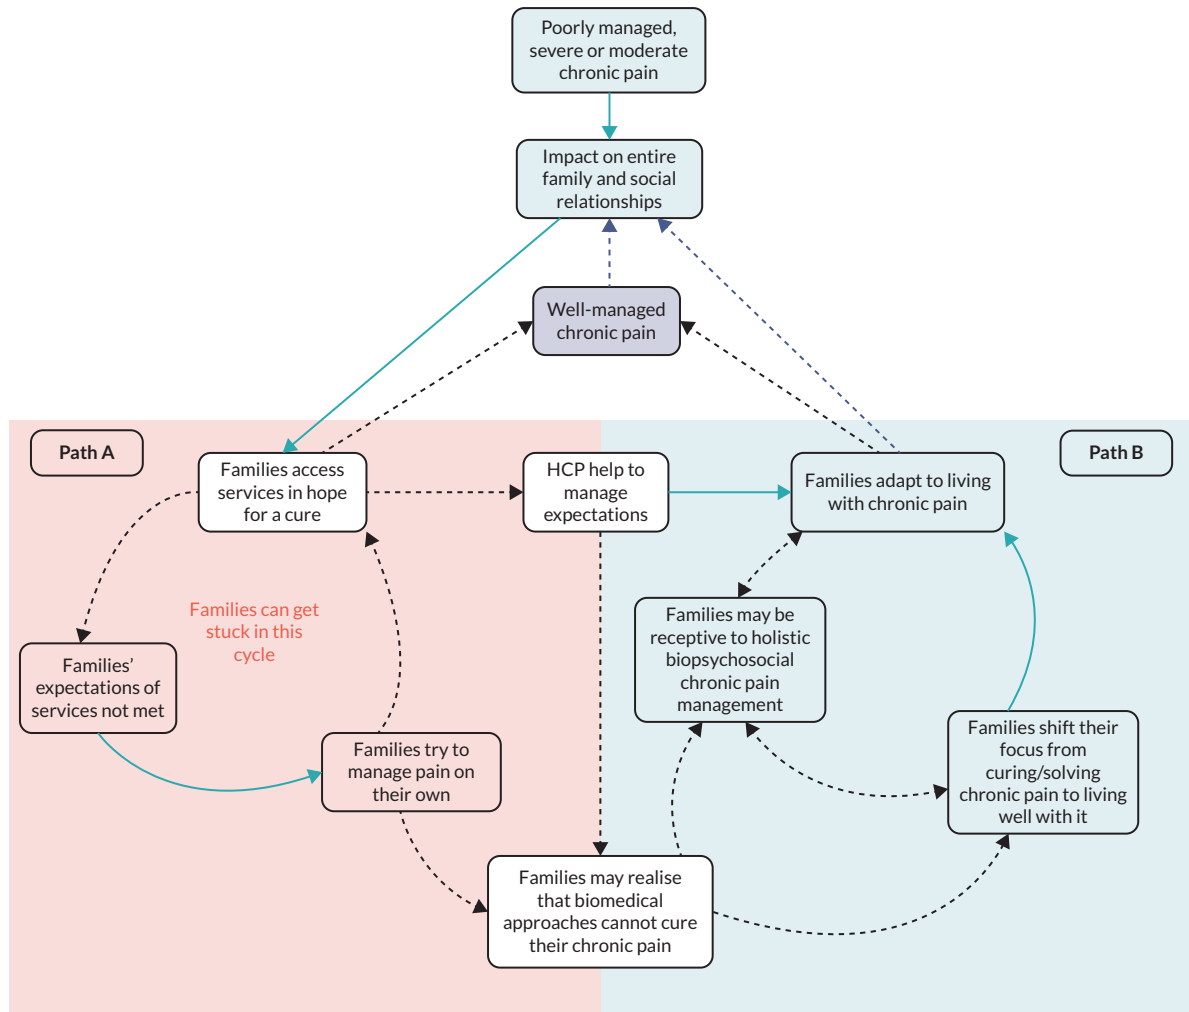 Poorly managed,
severe or moderate
chronic pain
Impact on entire
family and social
relationships
Well-managed
chronic pain
Path A
Path B
Families access
services in hope
for a cure
HCP help to
manage
expectations
Families adapt to living
with chronic pain
Families can get
stuck in this
cycle
Families may be
receptive to holistic
biopsychosocial
chronic pain
management
Families’
expectations of
services not met
Families try to
manage pain on
their own
Families shift their
focus from
curing/solving
chronic pain to living
well with it
Families may realise
that biomedical
approaches cannot cure
their chronic pain